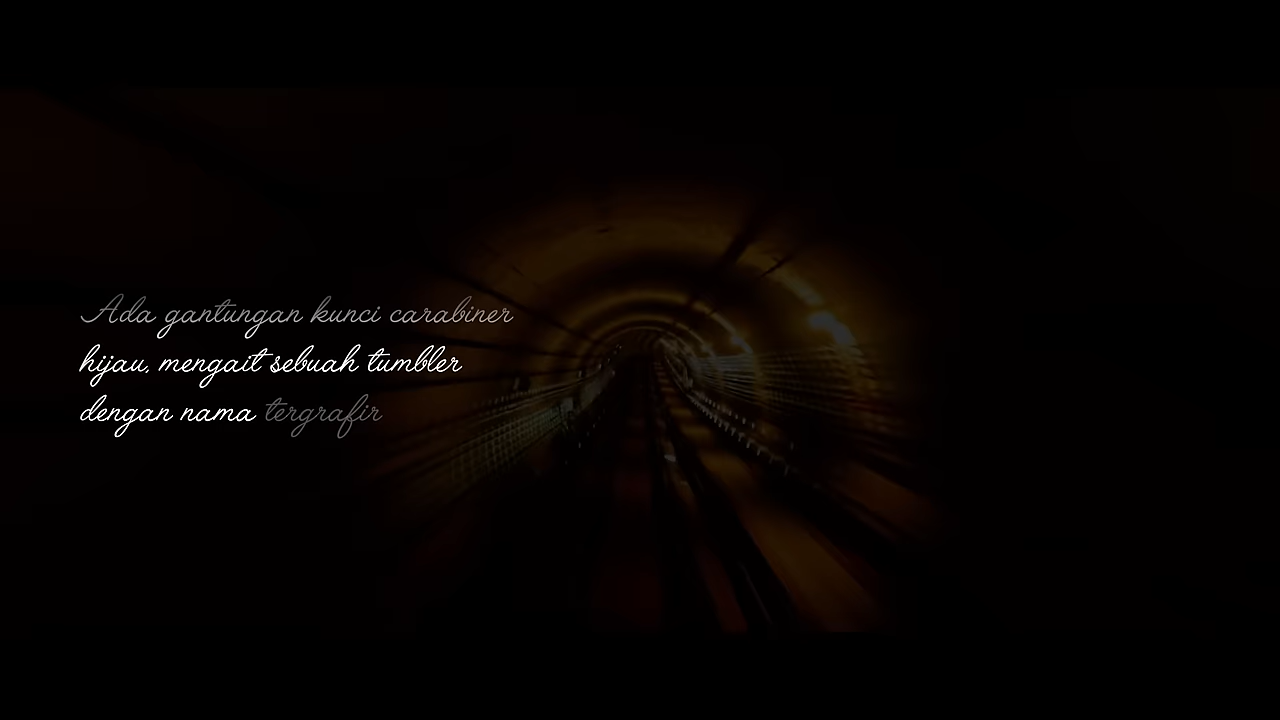 Ada gantungan kunci carabiner
hijau, mengait sebuah tumbler
dengan nama tergrafir